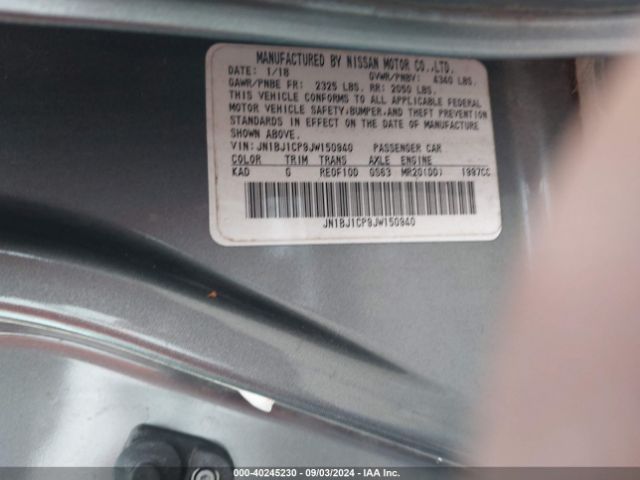 MANUFACTURED BY NISSAN MOTOR CO.,LTD.
DATE: 1/18 GVWR/PNBV: 4340 LBS.
GAWR/PNBE FR: 2325 LBS. RR: 2050 LBS.
THIS VEHICLE CONFORMS TO ALL APPLICABLE FEDERAL
MOTOR VEHICLE SAFETY,BUMPER,AND THEFT PREVENTION
STANDARDS IN EFFECT ON THE DATE OF MANUFACTURE
SHOWN ABOVE.
VIN: JN1BJ1CP9JW150940 PASSENGER CAR
COLOR TRIM TRANS AXLE ENGINE
KAD G RE0F10D GS63 MR20(DD) 1997CC
JN1BJ1CP9JW150940
000-40245230 - 09/03/2024 - IAA Inc.